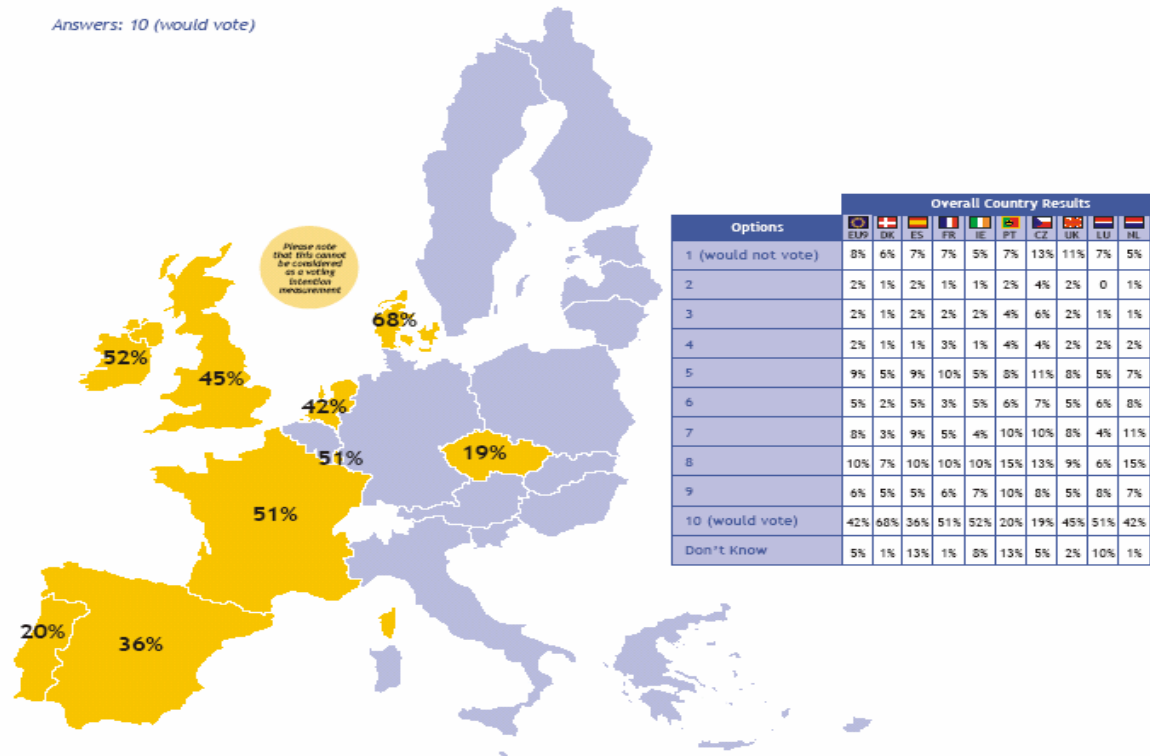 Answers: 10 (would vote)
Please note
that this cannot
be considered
as a voting
intention
measurement
68%
52%
45%
42%
51%
19%
51%
20%
36%
Overall Country Results
Options EU9 DK ES FR IE PT CZ UK LU NL
1 (would not vote) 8% 6% 7% 7% 5% 7% 13% 11% 7% 5%
2 2% 1% 2% 1% 1% 2% 4% 2% 0 1%
3 2% 1% 2% 2% 2% 4% 6% 2% 1% 1%
4 2% 1% 1% 3% 1% 4% 4% 2% 2% 2%
5 9% 5% 9% 10% 5% 8% 11% 8% 5% 7%
6 5% 2% 5% 3% 5% 6% 7% 5% 6% 8%
7 8% 3% 9% 5% 4% 10% 10% 8% 4% 11%
8 10% 7% 10% 10% 10% 15% 13% 9% 6% 15%
9 6% 5% 5% 6% 7% 10% 8% 5% 8% 7%
10 (would vote) 42% 68% 36% 51% 52% 20% 19% 45% 51% 42%
Don't Know 5% 1% 13% 1% 8% 13% 5% 2% 10% 1%